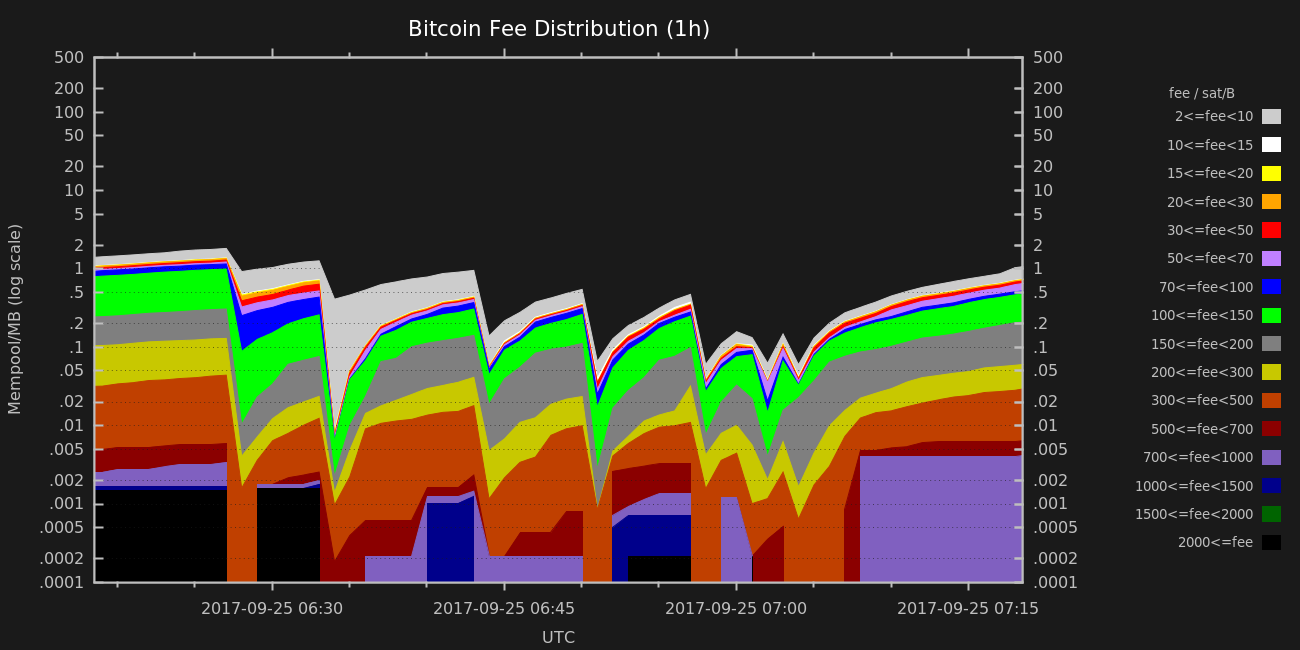 Bitcoin Fee Distribution (1h)
Mempool/MB (log scale)
500
200
100
50
20
10
5
2
1
.5
.2
.1
.05
.02
.01
.005
.002
.001
.0005
.0002
.0001
500
200
100
50
20
10
5
2
1
.5
.2
.1
.05
.02
.01
.005
.002
.001
.0005
.0002
.0001
2017-09-25 06:30
2017-09-25 06:45
2017-09-25 07:00
2017-09-25 07:15
UTC
fee / sat/B
2<=fee<10
10<=fee<15
15<=fee<20
20<=fee<30
30<=fee<50
50<=fee<70
70<=fee<100
100<=fee<150
150<=fee<200
200<=fee<300
300<=fee<500
500<=fee<700
700<=fee<1000
1000<=fee<1500
1500<=fee<2000
2000<=fee